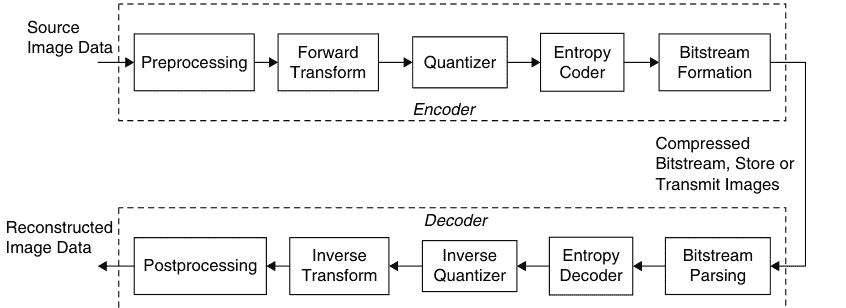 Source
Image Data
Preprocessing
Forward
Transform
Quantizer
Entropy
Coder
Bitstream
Formation
Encoder
Compressed
Bitstream, Store or
Transmit Images
Decoder
Reconstructed
Image Data
Postprocessing
Inverse
Transform
Inverse
Quantizer
Entropy
Decoder
Bitstream
Parsing